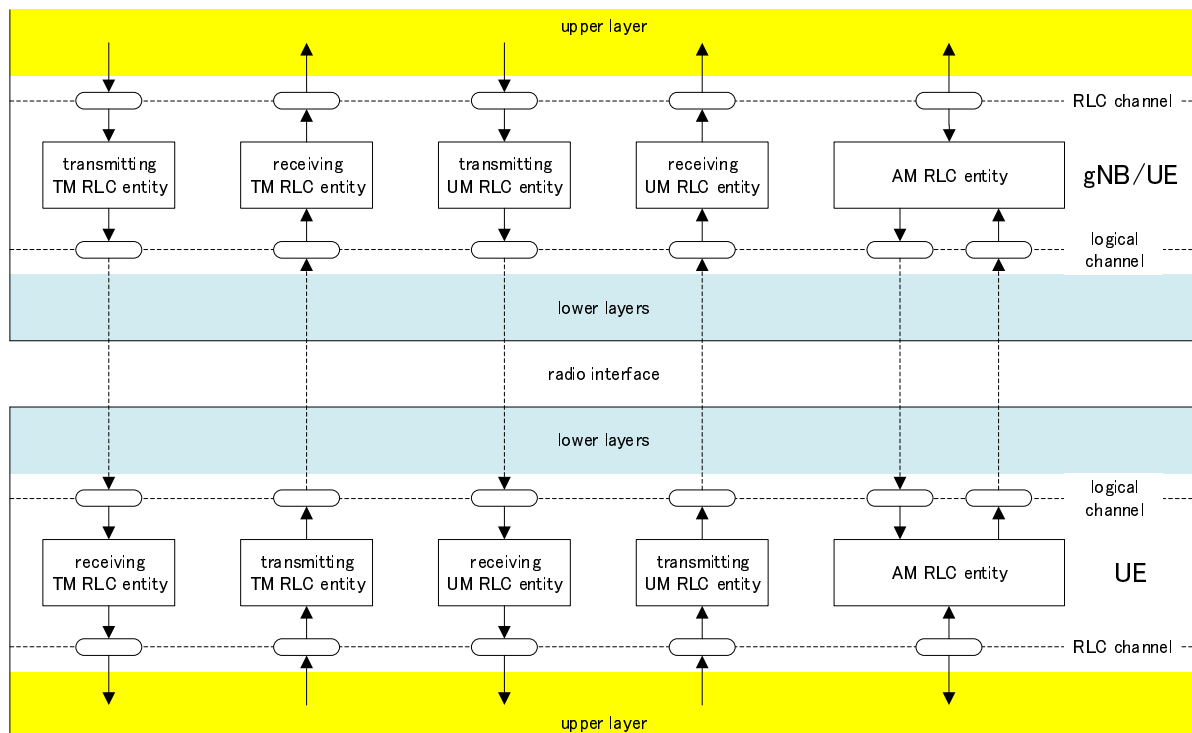 upper layer
RLC channel
transmitting
TM RLC entity
receiving
TM RLC entity
transmitting
UM RLC entity
receiving
UM RLC entity
AM RLC entity
gNB/UE
logical
channel
lower layers
radio interface
lower layers
logical
channel
receiving
TM RLC entity
transmitting
TM RLC entity
receiving
UM RLC entity
transmitting
UM RLC entity
AM RLC entity
UE
RLC channel
upper layer